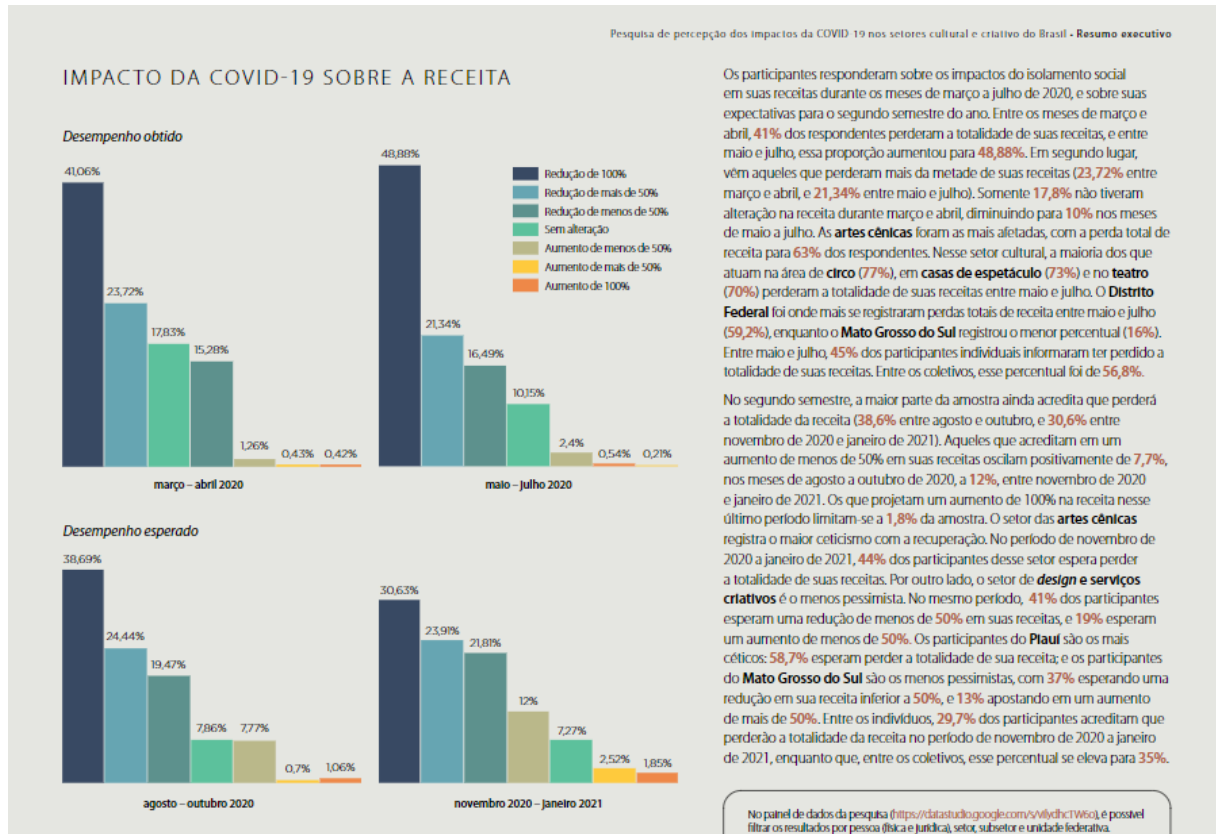 Pesquisa de percepção dos impactos da COVID-19 nos setores cultural e criativo do Brasil - Resumo executivo
IMPACTO DA COVID-19 SOBRE A RECEITA
Desempenho obtido
41,06%
23,72%
17,83%
15,28%
1,26%
0,43%
0,42%
março – abril 2020
48,88%
21,34%
16,49%
10,15%
2,4%
0,54%
0,21%
maio – julho 2020
Redução de 100%
Redução de mais de 50%
Redução de menos de 50%
Sem alteração
Aumento de menos de 50%
Aumento de mais de 50%
Aumento de 100%
Desempenho esperado
38,69%
24,44%
19,47%
7,86%
7,77%
0,7%
1,06%
agosto – outubro 2020
30,63%
23,91%
21,81%
12%
7,27%
2,52%
1,85%
novembro 2020 – janeiro 2021
Os participantes responderam sobre os impactos do isolamento social
em suas receitas durante os meses de março a julho de 2020, e sobre suas
expectativas para o segundo semestre do ano. Entre os meses de março e
abril, 41% dos respondentes perderam a totalidade de suas receitas, e entre
maio e julho, essa proporção aumentou para 48,88%. Em segundo lugar,
vêm aqueles que perderam mais da metade de suas receitas (23,72% entre
março e abril, e 21,34% entre maio e julho). Somente 17,8% não tiveram
alteração na receita durante março e abril, diminuindo para 10% nos meses
de maio a julho. As artes cênicas foram as mais afetadas, com a perda total de
receita para 63% dos respondentes. Nesse setor cultural, a maioria dos que
atuam na área de circo (77%), em casas de espetáculo (73%) e no teatro
(70%) perderam a totalidade de suas receitas entre maio e julho. O Distrito
Federal foi onde mais se registraram perdas totais de receita entre maio e julho
(59,2%), enquanto o Mato Grosso do Sul registrou o menor percentual (16%).
Entre maio e julho, 45% dos participantes individuais informaram ter perdido a
totalidade de suas receitas. Entre os coletivos, esse percentual foi de 56,8%.
No segundo semestre, a maior parte da amostra ainda acredita que perderá
a totalidade da receita (38,6% entre agosto e outubro, e 30,6% entre
novembro de 2020 e janeiro de 2021). Aqueles que acreditam em um
aumento de menos de 50% em suas receitas oscilam positivamente de 7,7%,
nos meses de agosto a outubro de 2020, a 12%, entre novembro de 2020
e janeiro de 2021. Os que projetam um aumento de 100% na receita nesse
último período limitam-se a 1,8% da amostra. O setor das artes cênicas
registra o maior ceticismo com a recuperação. No período de novembro de
2020 a janeiro de 2021, 44% dos participantes desse setor espera perder
a totalidade de suas receitas. Por outro lado, o setor de design e serviços
criativos é o menos pessimista. No mesmo período, 41% dos participantes
esperam uma redução de menos de 50% em suas receitas, e 19% esperam
um aumento de menos de 50%. Os participantes do Piauí são os mais
céticos: 58,7% esperam perder a totalidade de sua receita; e os participantes
do Mato Grosso do Sul são os menos pessimistas, com 37% esperando uma
redução em sua receita inferior a 50%, e 13% apostando em um aumento
de mais de 50%. Entre os indivíduos, 29,7% dos participantes acreditam que
perderão a totalidade da receita no período de novembro de 2020 a janeiro
de 2021, enquanto que, entre os coletivos, esse percentual se eleva para 35%.
No painel de dados da pesquisa é possível
filtrar os resultados por pessoa (física e jurídica), setor, subsetor e unidade federativa.